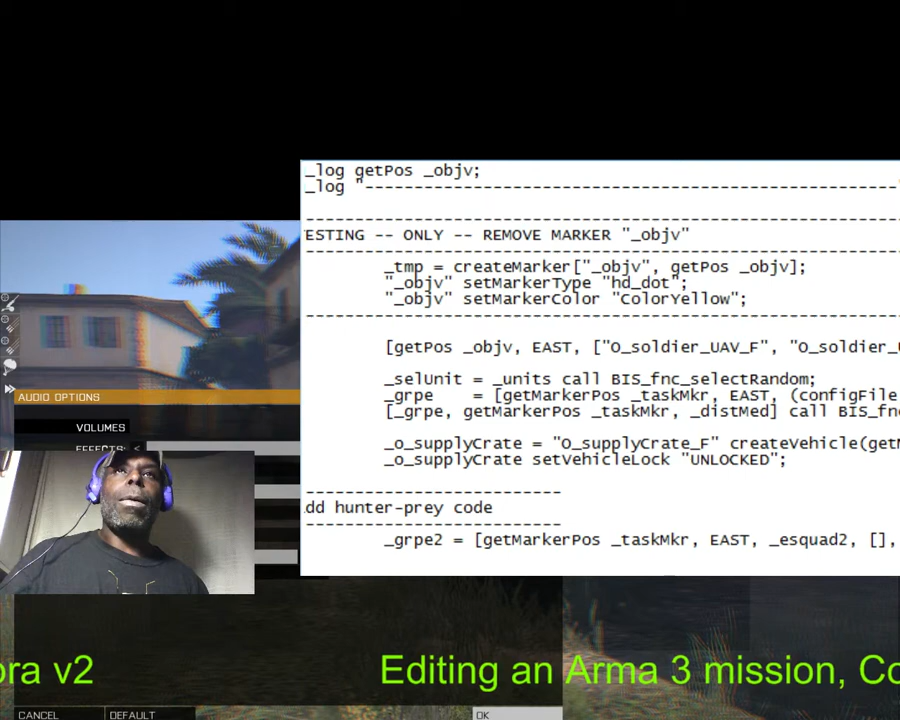 _log getPos _objv;
_log "--------------------------------------------------------
--------------------------------------------------------
ESTING -- ONLY -- REMOVE MARKER "_objv"
--------------------------------------------------------
_tmp = createMarker["_objv", getPos _objv];
"_objv" setMarkerType "hd_dot";
"_objv" setMarkerColor "ColorYellow";
--------------------------------------------------------
[getPos _objv, EAST, ["O_soldier_UAV_F", "O_soldier_
_selUnit = _units call BIS_fnc_selectRandom;
_grpe = [getMarkerPos _taskMkr, EAST, (configFile
[_grpe, getMarkerPos _taskMkr, _distMed] call BIS_fn
_o_supplyCrate = "O_supplyCrate_F" createVehicle(get
_o_supplyCrate setVehicleLock "UNLOCKED";
---------------------------
dd hunter-prey code
---------------------------
_grpe2 = [getMarkerPos _taskMkr, EAST, _esquad2, [],
AUDIO OPTIONS
VOLUMES
EFFECTS: <
ora v2
Editing an Arma 3 mission, Co
CANCEL
DEFAULT
OK